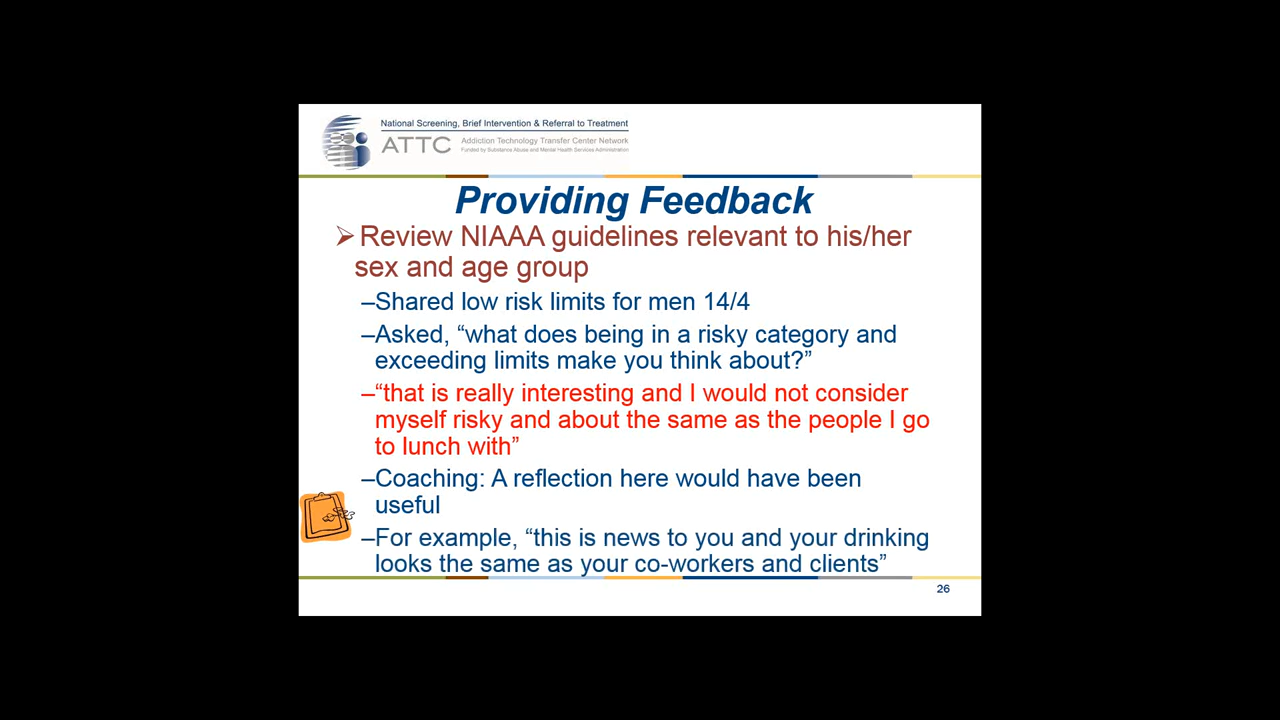 National Screening, Brief Intervention & Referral to Treatment
ATTC
Addiction Technology Transfer Center Network
Funded by Substance Abuse and Mental Health Services Administration
Providing Feedback
Review NIAAA guidelines relevant to his/her
sex and age group
–Shared low risk limits for men 14/4
–Asked, “what does being in a risky category and
exceeding limits make you think about?”
–“that is really interesting and I would not consider
myself risky and about the same as the people I go
to lunch with”
–Coaching: A reflection here would have been
useful
–For example, “this is news to you and your drinking
looks the same as your co-workers and clients”
26